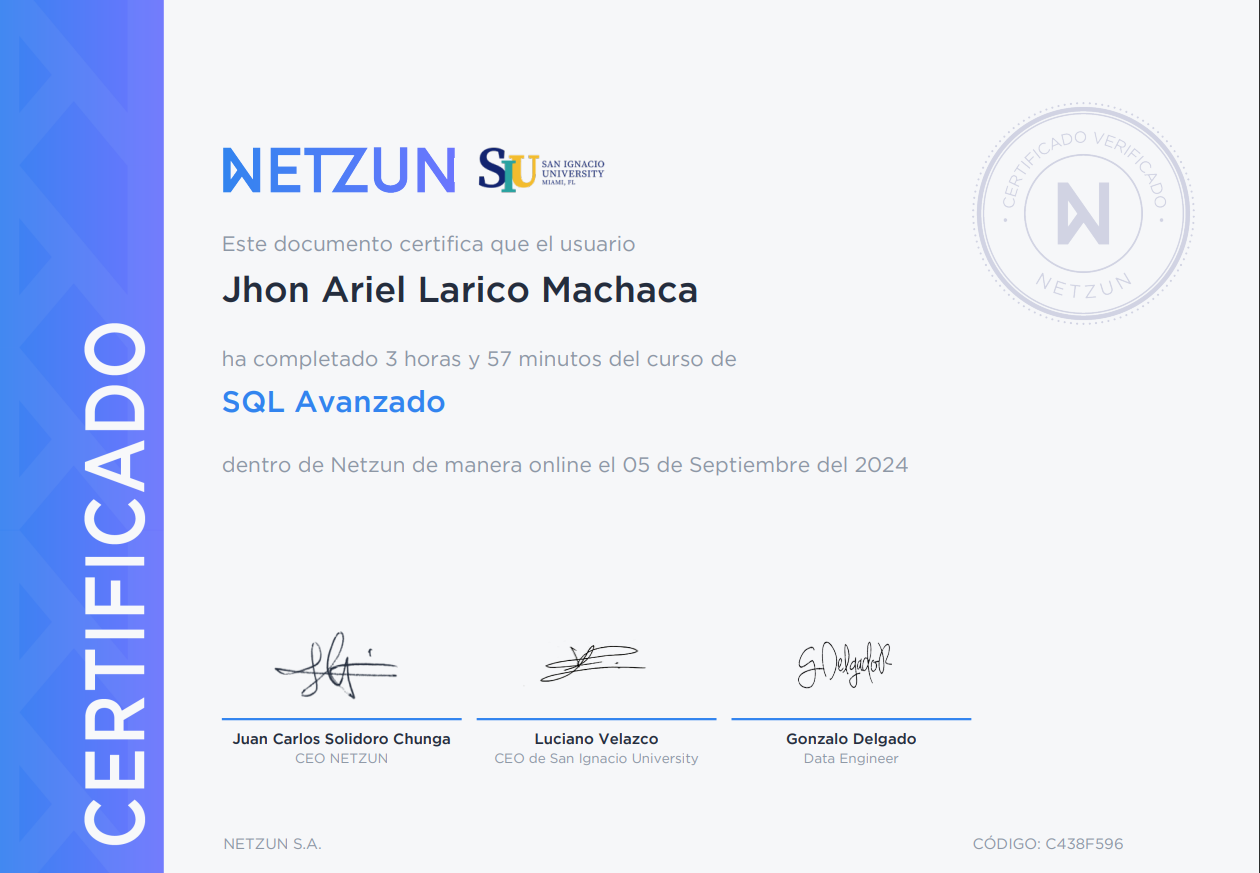 CERTIFICADO
NETZUN
SIU
SAN IGNACIO
UNIVERSITY
MIAMI, FL
CERTIFICADO VERIFICADO
N
NETZUN
Este documento certifica que el usuario
Jhon Ariel Larico Machaca
ha completado 3 horas y 57 minutos del curso de
SQL Avanzado
dentro de Netzun de manera online el 05 de Septiembre del 2024
G Delgado R
Juan Carlos Solidoro Chunga
CEO NETZUN
Luciano Velazco
CEO de San Ignacio University
Gonzalo Delgado
Data Engineer
NETZUN S.A.
CÓDIGO: C438F596